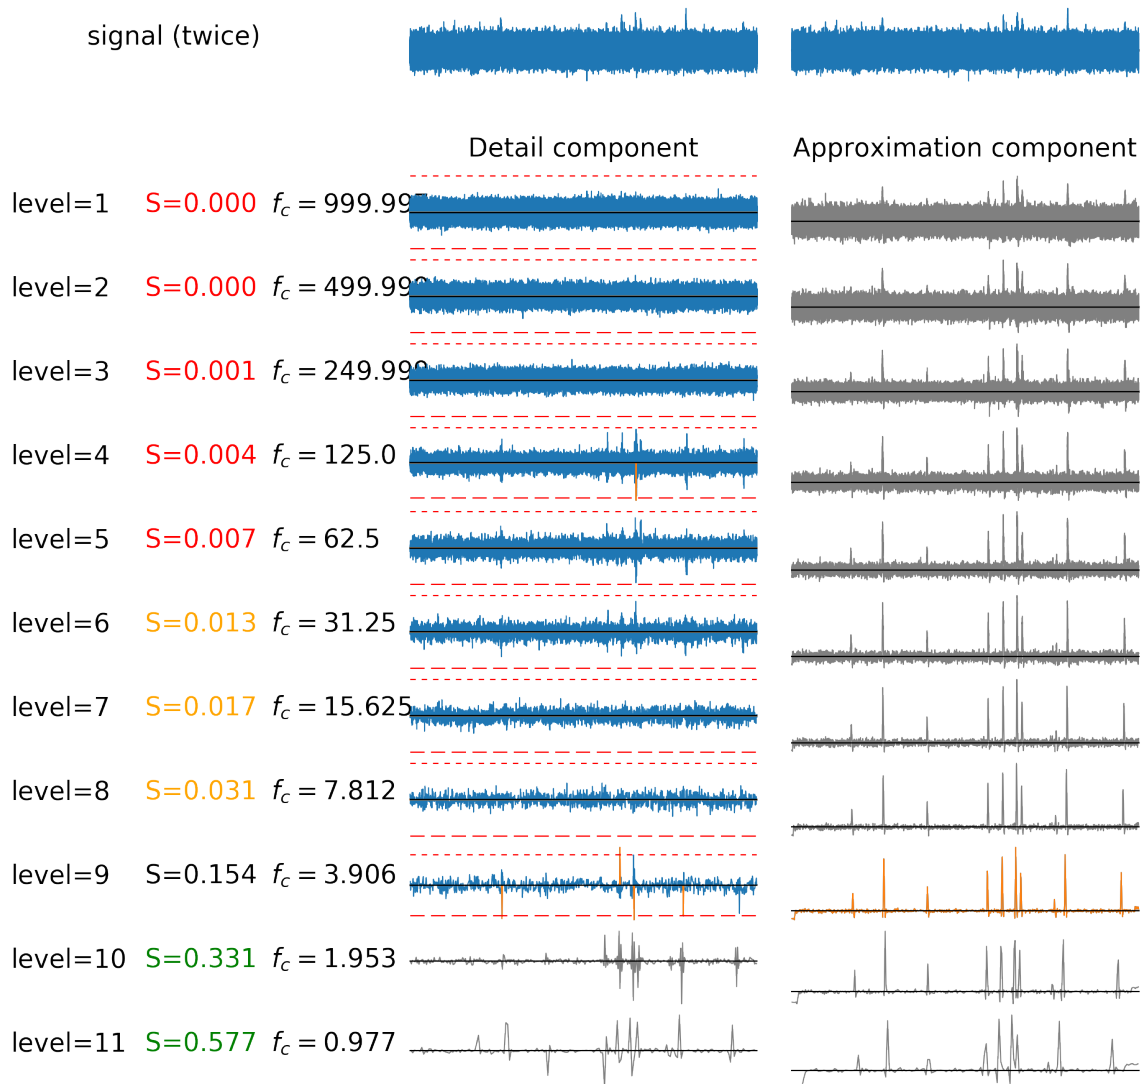 signal (twice)
Detail component Approximation component
level=1 S=0.000 f_c = 999.99
level=2 S=0.000 f_c = 499.99
level=3 S=0.001 f_c = 249.999
level=4 S=0.004 f_c = 125.0
level=5 S=0.007 f_c = 62.5
level=6 S=0.013 f_c = 31.25
level=7 S=0.017 f_c = 15.625
level=8 S=0.031 f_c = 7.812
level=9 S=0.154 f_c = 3.906
level=10 S=0.331 f_c = 1.953
level=11 S=0.577 f_c = 0.977